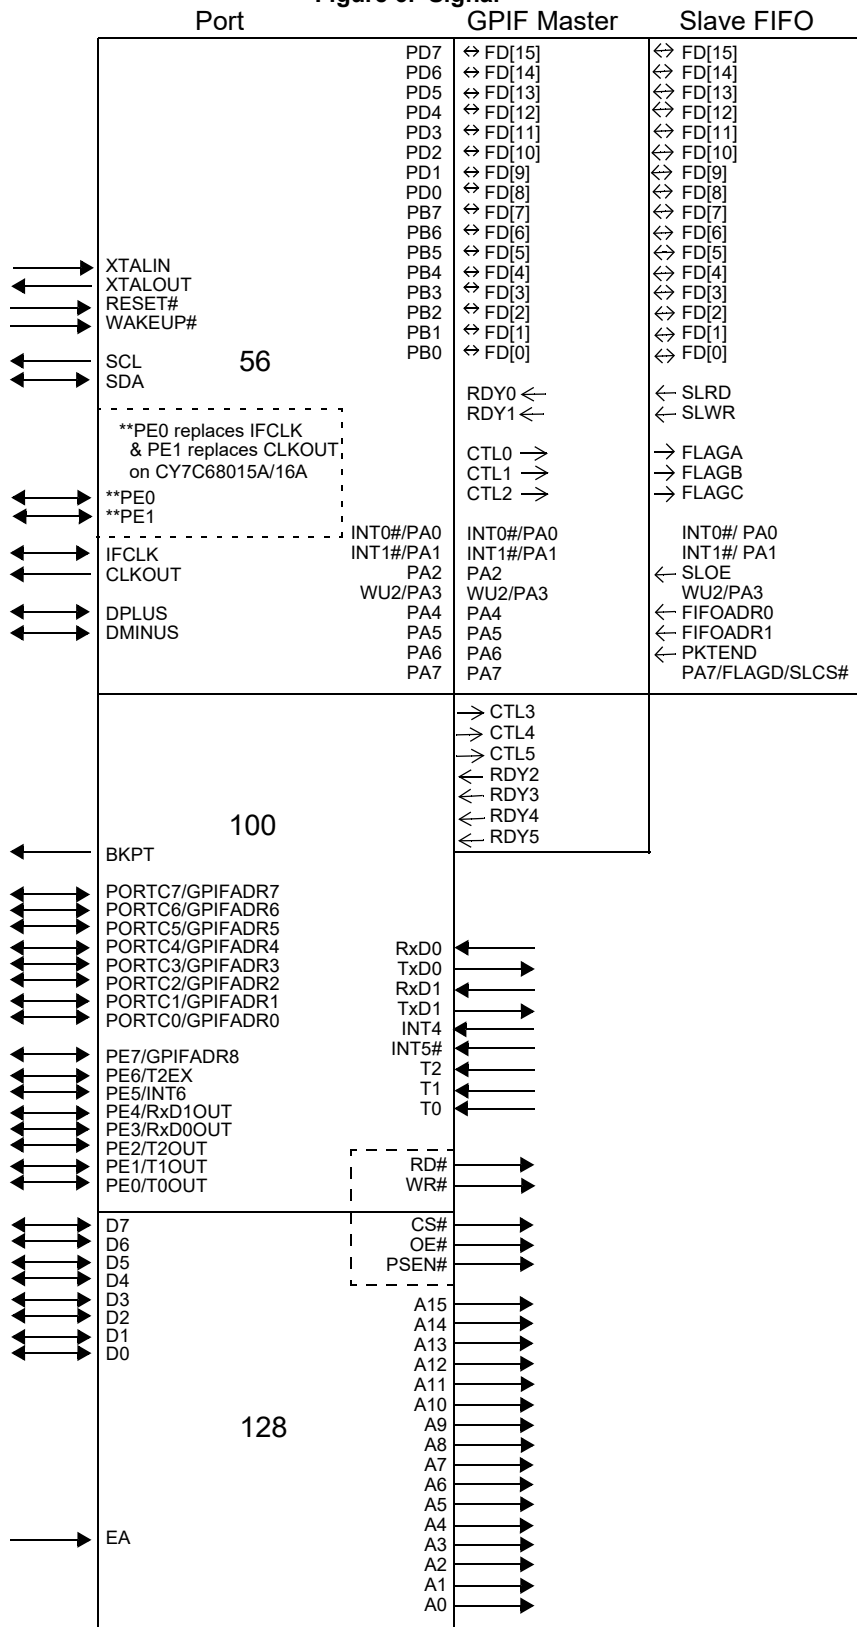 Figure 6. Signal
Port GPIF Master Slave FIFO
PD7 ↔ FD[15] ↔ FD[15]
PD6 ↔ FD[14] ↔ FD[14]
PD5 ↔ FD[13] ↔ FD[13]
PD4 ↔ FD[12] ↔ FD[12]
PD3 ↔ FD[11] ↔ FD[11]
PD2 ↔ FD[10] ↔ FD[10]
PD1 ↔ FD[9] ↔ FD[9]
PD0 ↔ FD[8] ↔ FD[8]
PB7 ↔ FD[7] ↔ FD[7]
PB6 ↔ FD[6] ↔ FD[6]
PB5 ↔ FD[5] ↔ FD[5]
PB4 ↔ FD[4] ↔ FD[4]
PB3 ↔ FD[3] ↔ FD[3]
PB2 ↔ FD[2] ↔ FD[2]
PB1 ↔ FD[1] ↔ FD[1]
PB0 ↔ FD[0] ↔ FD[0]
XTALIN
XTALOUT
RESET#
WAKEUP#
SCL
SDA
56
RDY0 ← ← SLRD
RDY1 ← ← SLWR
**PE0 replaces IFCLK
& PE1 replaces CLKOUT
on CY7C68015A/16A
**PE0
**PE1
CTL0 → → FLAGA
CTL1 → → FLAGB
CTL2 → → FLAGC
IFCLK
CLKOUT
DPLUS
DMINUS
INT0#/PA0 INT0#/PA0 INT0#/ PA0
INT1#/PA1 INT1#/PA1 INT1#/ PA1
PA2 PA2 ← SLOE
WU2/PA3 WU2/PA3 WU2/PA3
PA4 PA4 ← FIFOADR0
PA5 PA5 ← FIFOADR1
PA6 PA6 ← PKTEND
PA7 PA7 PA7/FLAGD/SLCS#
→ CTL3
→ CTL4
→ CTL5
← RDY2
← RDY3
← RDY4
← RDY5
100
BKPT
PORTC7/GPIFADR7
PORTC6/GPIFADR6
PORTC5/GPIFADR5
PORTC4/GPIFADR4
PORTC3/GPIFADR3
PORTC2/GPIFADR2
PORTC1/GPIFADR1
PORTC0/GPIFADR0
PE7/GPIFADR8
PE6/T2EX
PE5/INT6
PE4/RxD1OUT
PE3/RxD0OUT
PE2/T2OUT
PE1/T1OUT
PE0/T0OUT
RxD0
TxD0
RxD1
TxD1
INT4
INT5#
T2
T1
T0
RD#
WR#
CS#
OE#
PSEN#
D7
D6
D5
D4
D3
D2
D1
D0
128
EA
A15
A14
A13
A12
A11
A10
A9
A8
A7
A6
A5
A4
A3
A2
A1
A0